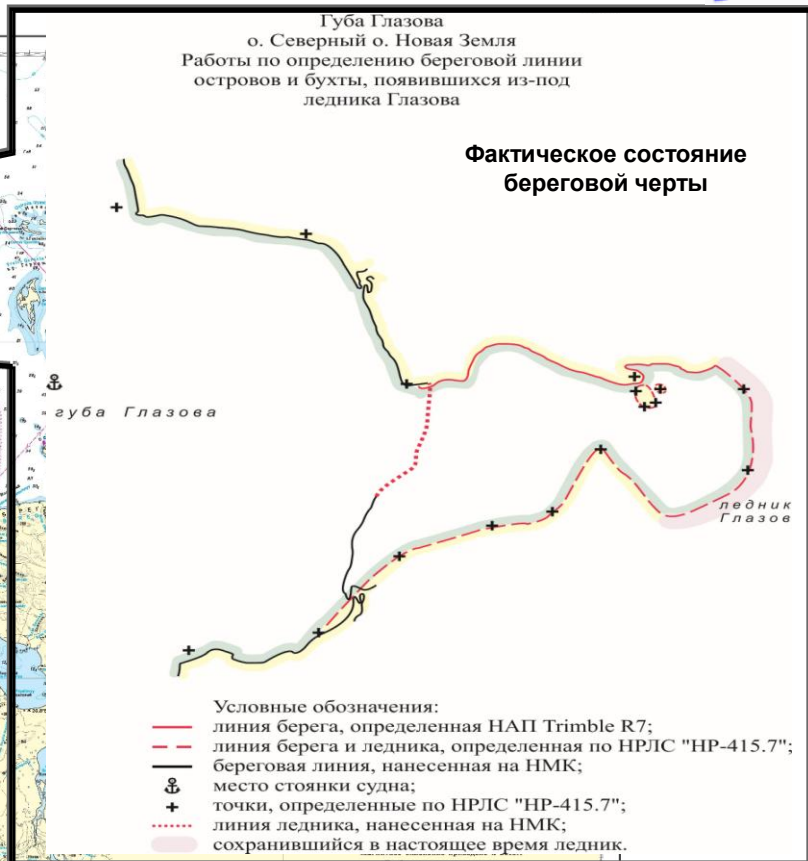 Губа Глазова
о. Северный о. Новая Земля
Работы по определению береговой линии
островов и бухты, появившихся из-под
ледника Глазова
Фактическое состояние
береговой черты
губа Глазова
ледник
Глазов
Условные обозначения:
линия берега, определенная НАП Trimble R7;
линия берега и ледника, определенная по НРЛС "НР-415.7";
береговая линия, нанесенная на НМК;
место стоянки судна;
точки, определенные по НРЛС "НР-415.7";
линия ледника, нанесенная на НМК;
сохранившийся в настоящее время ледник.